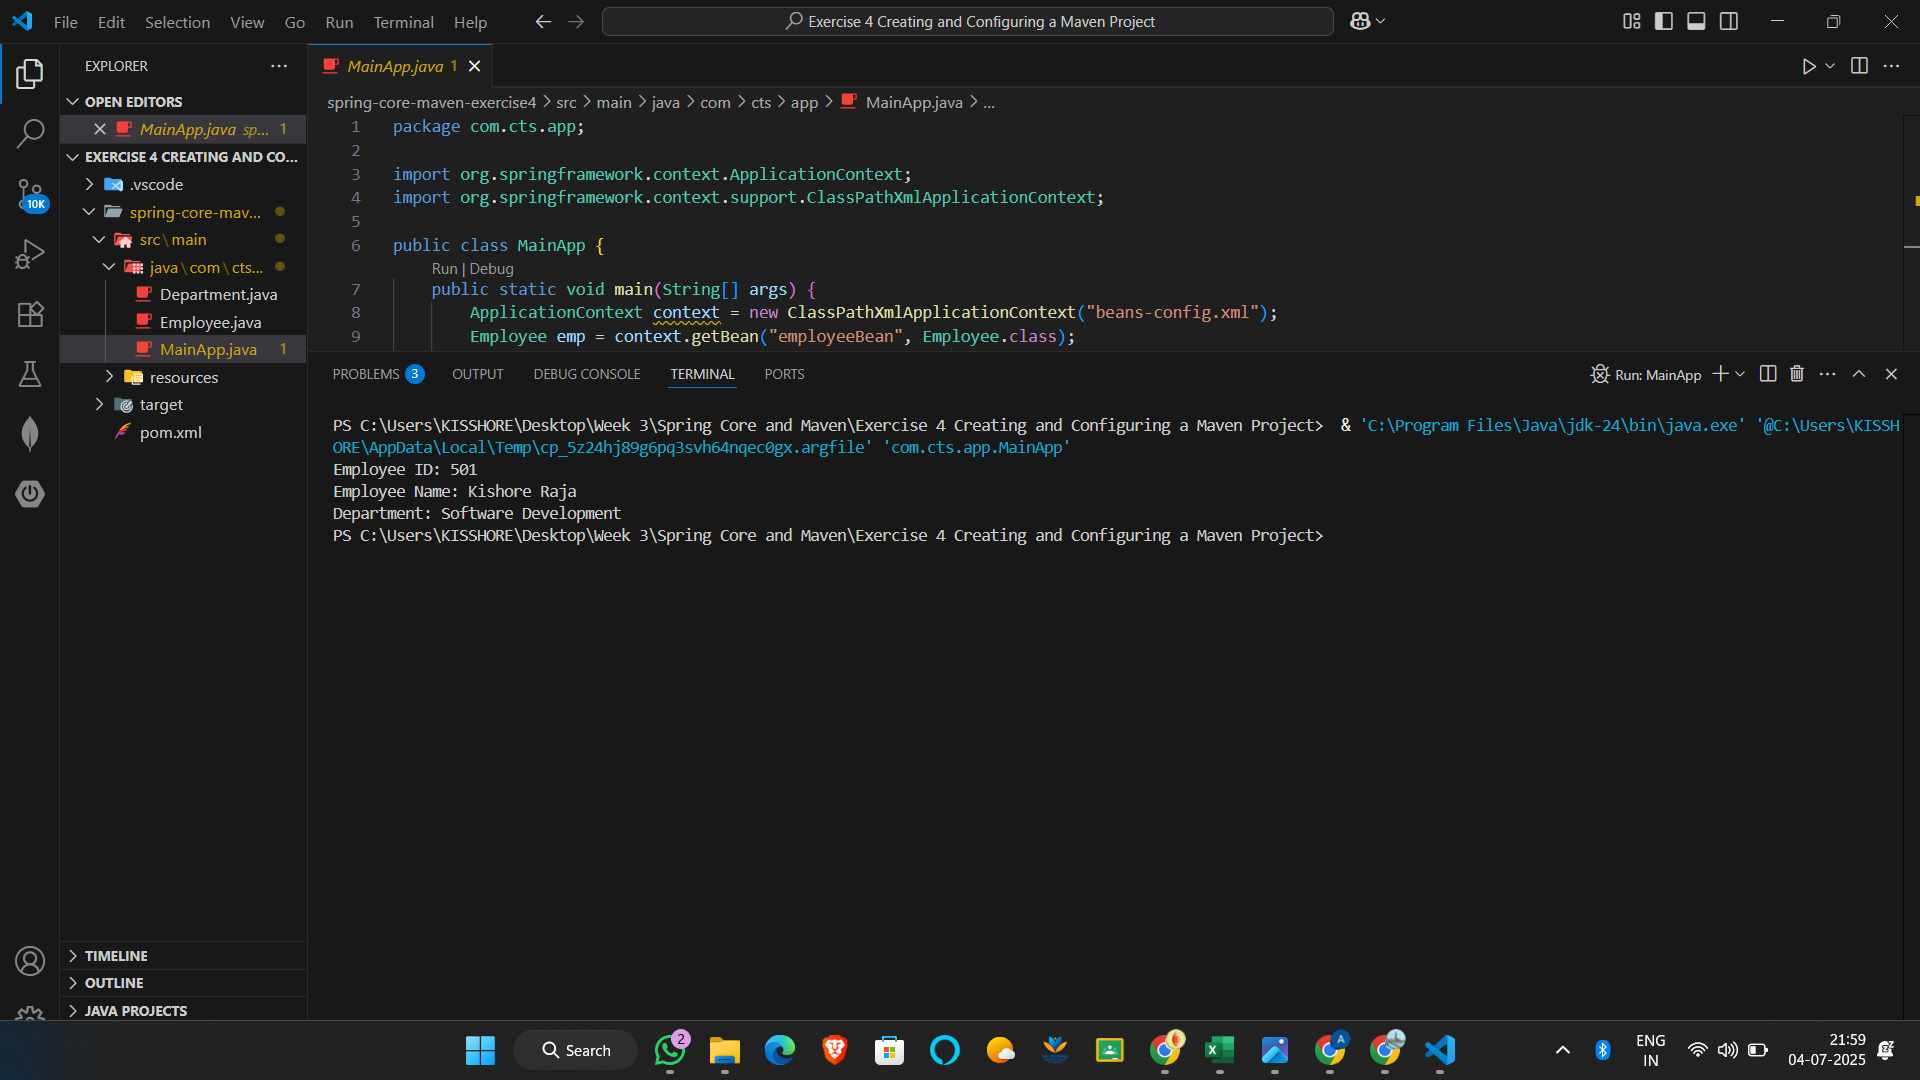 File Edit Selection View Go Run Terminal Help
Exercise 4 Creating and Configuring a Maven Project
EXPLORER
OPEN EDITORS
MainApp.java sp... 1
EXERCISE 4 CREATING AND CO...
.vscode
spring-core-mav...
src\main
java\com\cts...
Department.java
Employee.java
MainApp.java 1
resources
target
pom.xml
10K
TIMELINE
OUTLINE
JAVA PROJECTS
MainApp.java 1
spring-core-maven-exercise4 > src > main > java > com > cts > app > MainApp.java > ...
1 package com.cts.app;
2
3 import org.springframework.context.ApplicationContext;
4 import org.springframework.context.support.ClassPathXmlApplicationContext;
5
6 public class MainApp {
Run | Debug
7 public static void main(String[] args) {
8 ApplicationContext context = new ClassPathXmlApplicationContext("beans-config.xml");
9 Employee emp = context.getBean("employeeBean", Employee.class);
PROBLEMS 3 OUTPUT DEBUG CONSOLE TERMINAL PORTS
Run: MainApp
PS C:\Users\KISSHORE\Desktop\Week 3\Spring Core and Maven\Exercise 4 Creating and Configuring a Maven Project>  & 'C:\Program Files\Java\jdk-24\bin\java.exe' '@C:\Users\KISSH
ORE\AppData\Local\Temp\cp_5z24hj89g6pq3svh64nqec0gx.argfile' 'com.cts.app.MainApp'
Employee ID: 501
Employee Name: Kishore Raja
Department: Software Development
PS C:\Users\KISSHORE\Desktop\Week 3\Spring Core and Maven\Exercise 4 Creating and Configuring a Maven Project>
Search
2
A
ENG
IN
21:59
04-07-2025